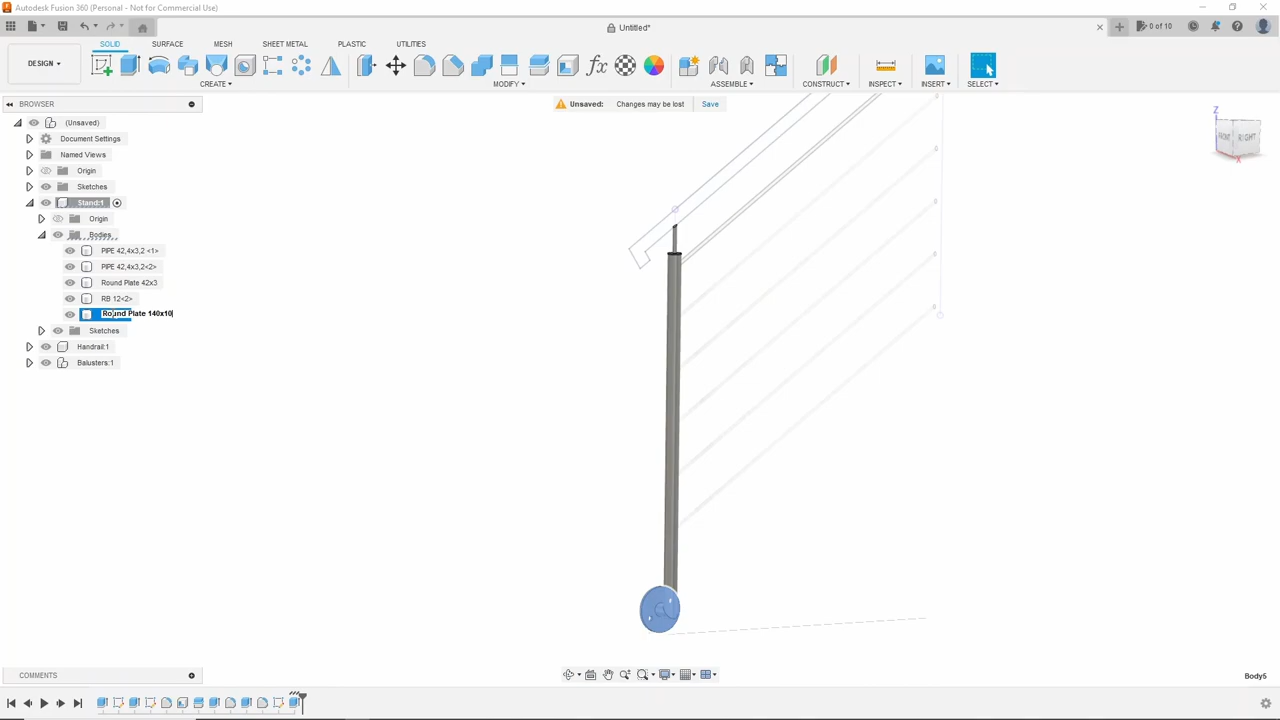 Autodesk Fusion 360 (Personal - Not for Commercial Use)
Untitled*
0 of 10
SOLID
SURFACE
MESH
SHEET METAL
PLASTIC
UTILITIES
DESIGN
fx
CREATE
MODIFY
ASSEMBLE
CONSTRUCT
INSPECT
INSERT
SELECT
BROWSER
Unsaved:
Changes may be lost
Save
(Unsaved)
Document Settings
Named Views
Origin
Sketches
Stand:1
Origin
Bodies
PIPE 42,4x3,2 <1>
PIPE 42,4x3,2<2>
Round Plate 42x3
RB 12<2>
Round Plate 140x10
Sketches
Handrail:1
Balusters:1
Z
FRONT
RIGHT
X
COMMENTS
Body5